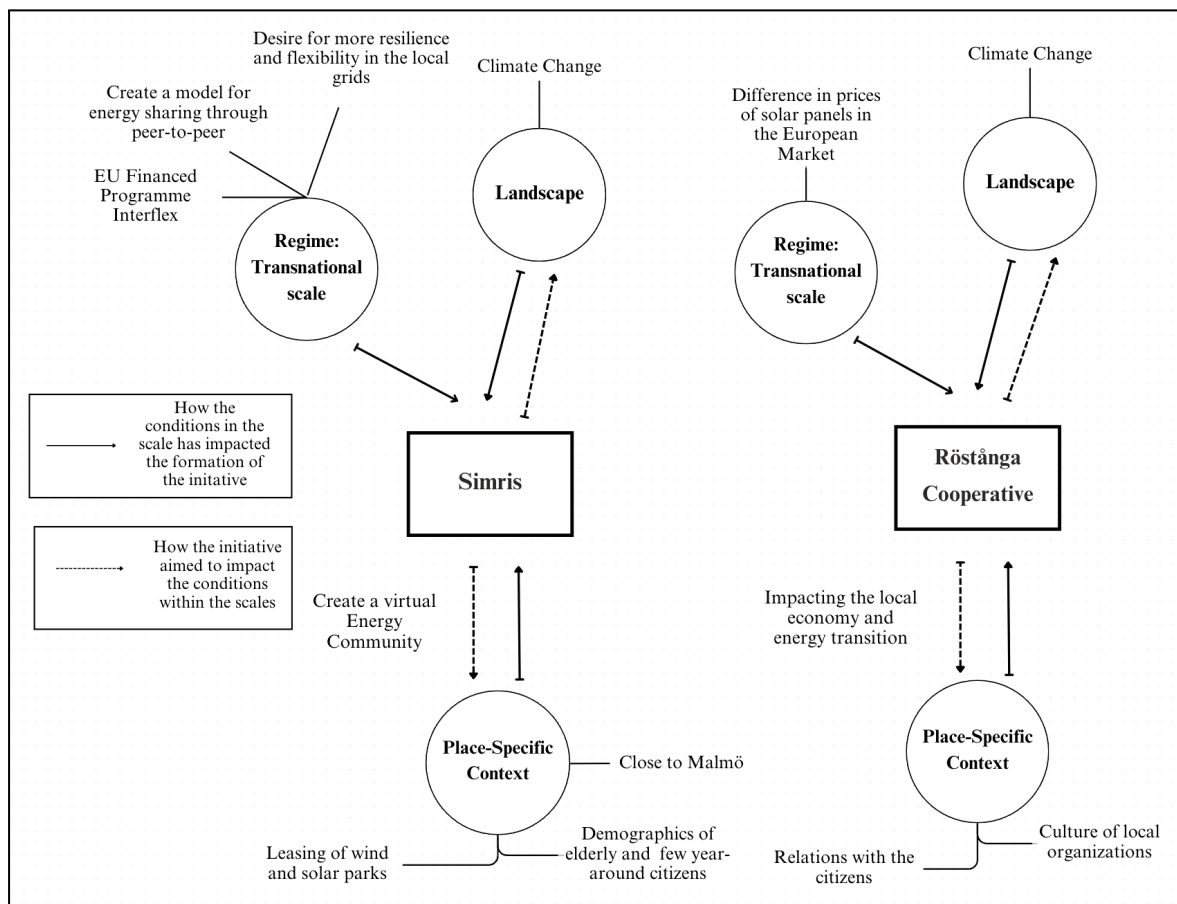 Desire for more resilience
and flexibility in the local
grids
Create a model for
energy sharing through
peer-to-peer
EU Financed
Programme
Interflex
Regime:
Transnational
scale
Climate Change
Landscape
Difference in prices
of solar panels in
the European
Market
Regime:
Transnational
scale
Climate Change
Landscape
How the
conditions in the
scale has impacted
the formation of
the initative
How the initiative
aimed to impact
the conditions
within the scales
Simris
Create a virtual
Energy
Community
Place-Specific
Context
Close to Malmö
Leasing of wind
and solar parks
Demographics of
elderly and few year-
around citizens
Röstånga
Cooperative
Impacting the local
economy and
energy transition
Place-Specific
Context
Relations with the
citizens
Culture of local
organizations